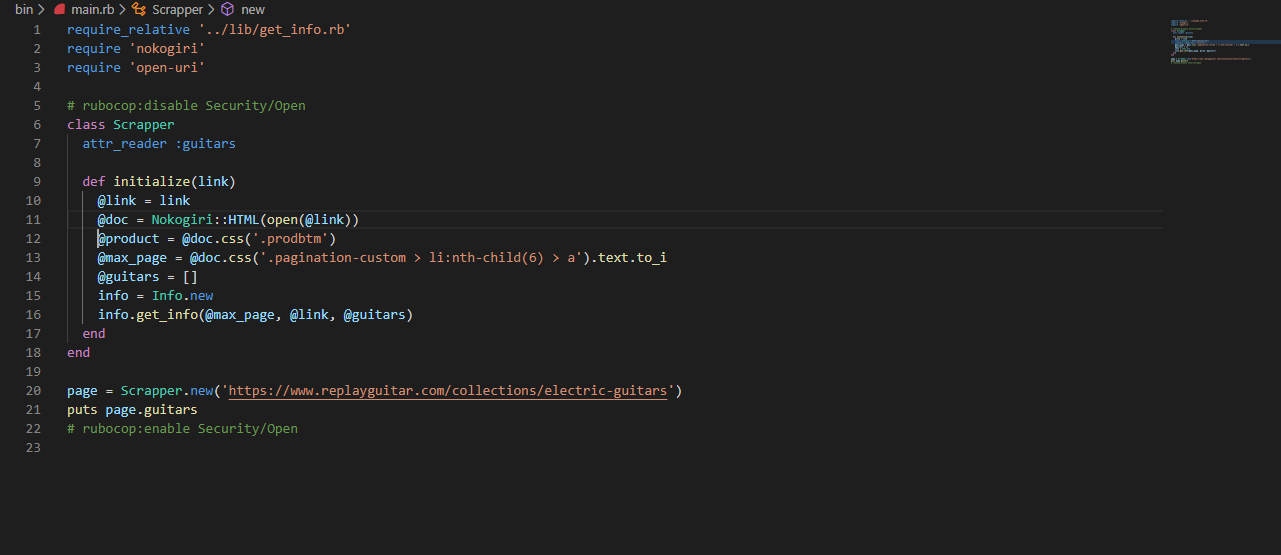 bin > main.rb > Scrapper > new
1 require_relative '../lib/get_info.rb'
2 require 'nokogiri'
3 require 'open-uri'
4
5 # rubocop:disable Security/Open
6 class Scrapper
7   attr_reader :guitars
8
9   def initialize(link)
10     @link = link
11     @doc = Nokogiri::HTML(open(@link))
12     @product = @doc.css('.prodbtm')
13     @max_page = @doc.css('.pagination-custom > li:nth-child(6) > a').text.to_i
14     @guitars = []
15     info = Info.new
16     info.get_info(@max_page, @link, @guitars)
17   end
18 end
19
20 page = Scrapper.new('https://www.replayguitar.com/collections/electric-guitars')
21 puts page.guitars
22 # rubocop:enable Security/Open
23